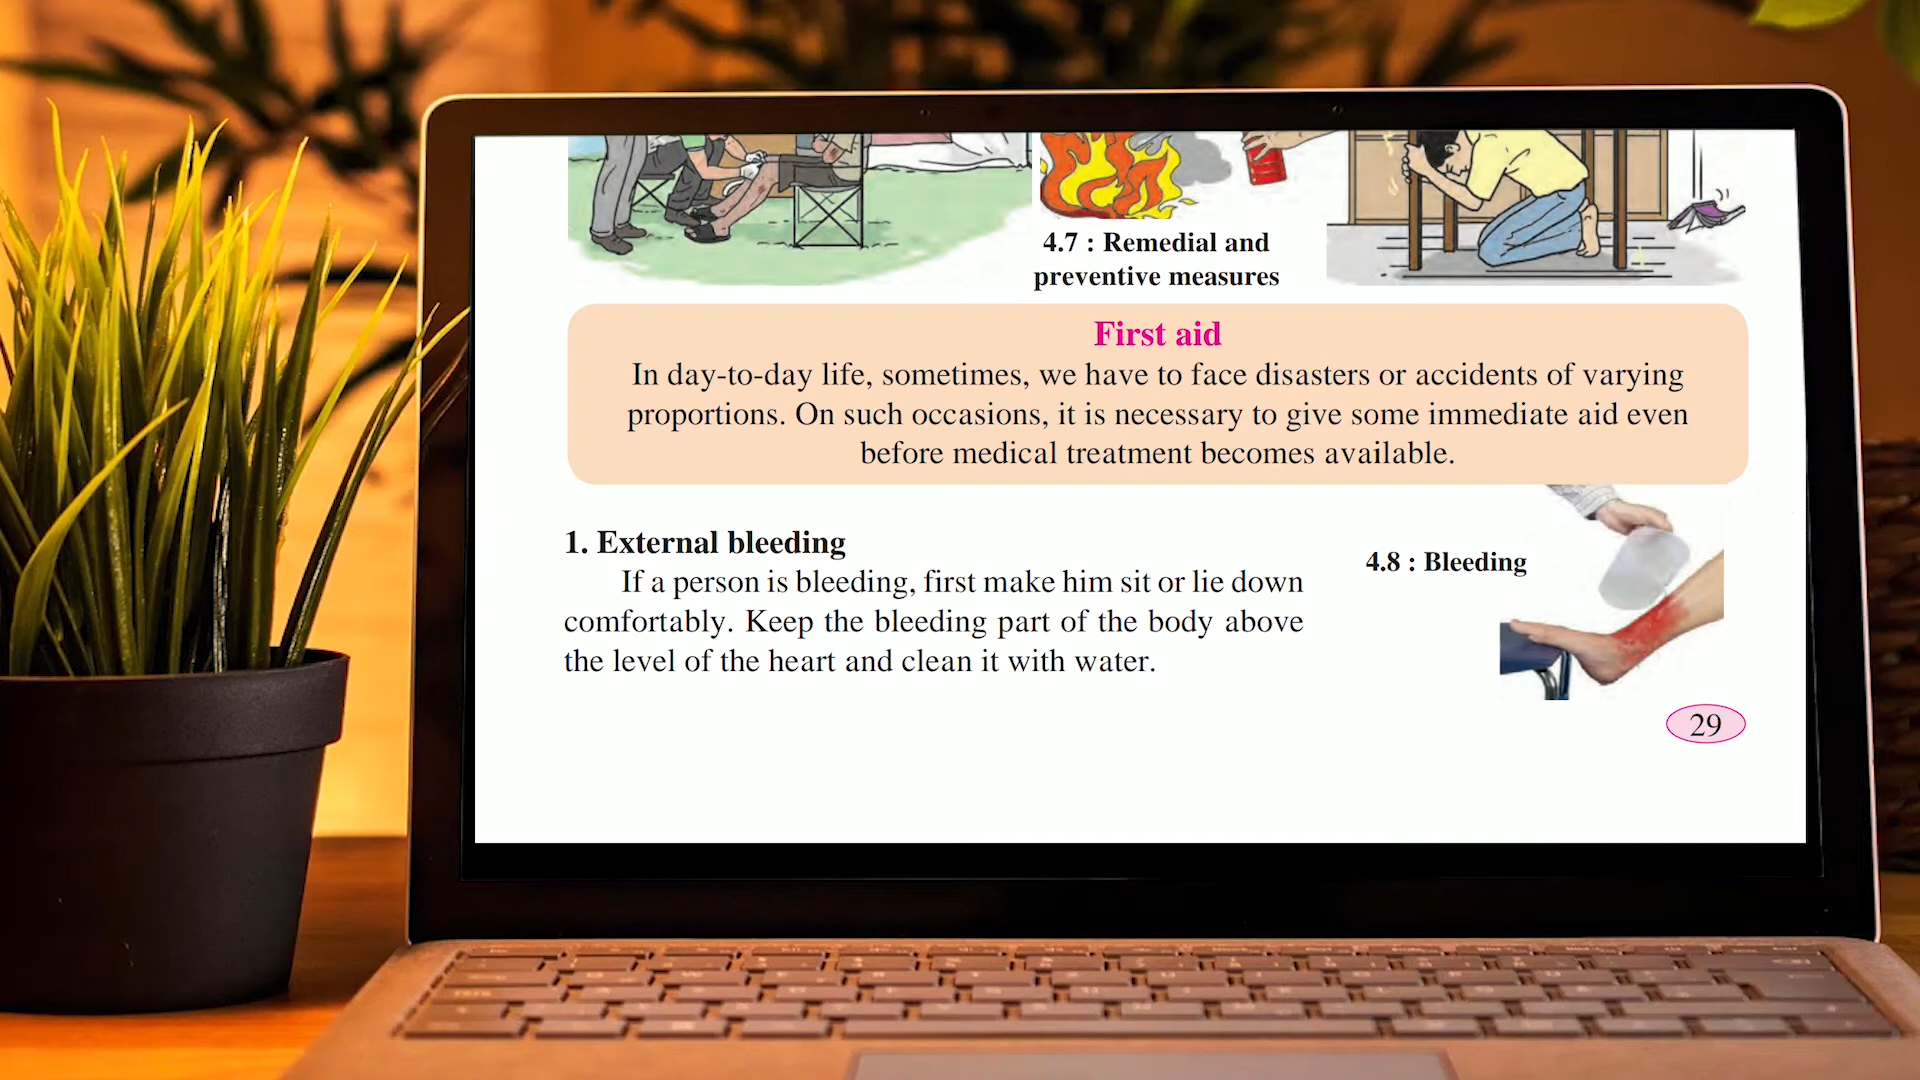 4.7 : Remedial and
preventive measures
First aid
In day-to-day life, sometimes, we have to face disasters or accidents of varying
proportions. On such occasions, it is necessary to give some immediate aid even
before medical treatment becomes available.
1. External bleeding
If a person is bleeding, first make him sit or lie down
comfortably. Keep the bleeding part of the body above
the level of the heart and clean it with water.
4.8 : Bleeding
29